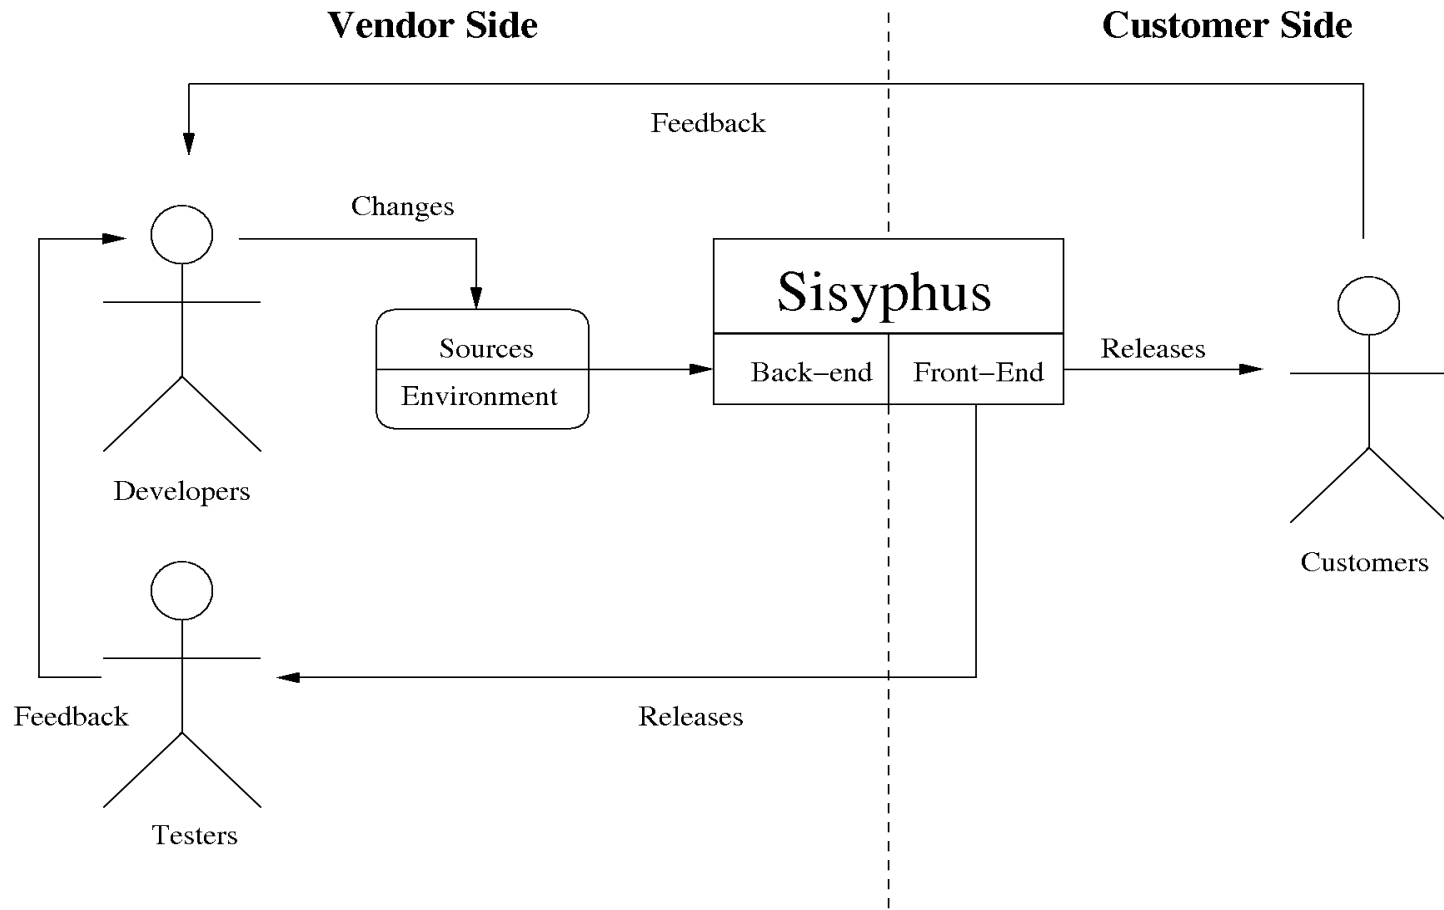 Vendor Side
Customer Side
Feedback
Changes
Sisyphus
Sources
Back−end
Front−End
Releases
Environment
Developers
Customers
Feedback
Releases
Testers